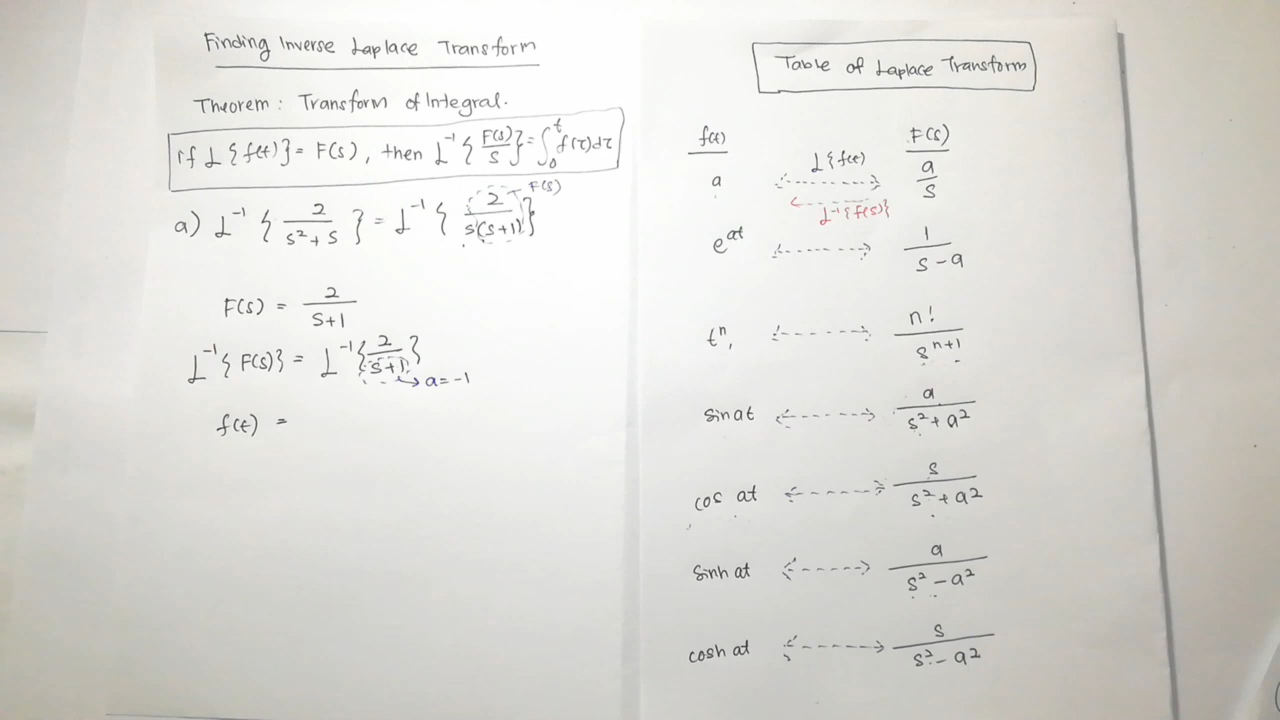 Finding Inverse Laplace Transform
Theorem : Transform of Integral.
If L{f(t)} = F(s), then L⁻¹{F(s)/s} = ∫₀ᵗ f(τ)dτ
a) L⁻¹{2/(s²+s)} = L⁻¹{2/(s(s+1))} F(s)
F(s) = 2/(s+1)
L⁻¹{F(s)} = L⁻¹{2/(s+1)} → a = -1
f(t) =
Table of Laplace Transform
f(t) F(s)
L{f(t)}
a a/s
L⁻¹{f(s)}
e^at 1/(s-a)
tⁿ, n!/s^(n+1)
sin at a/(s²+a²)
cos at s/(s²+a²)
sinh at a/(s²-a²)
cosh at s/(s²-a²)